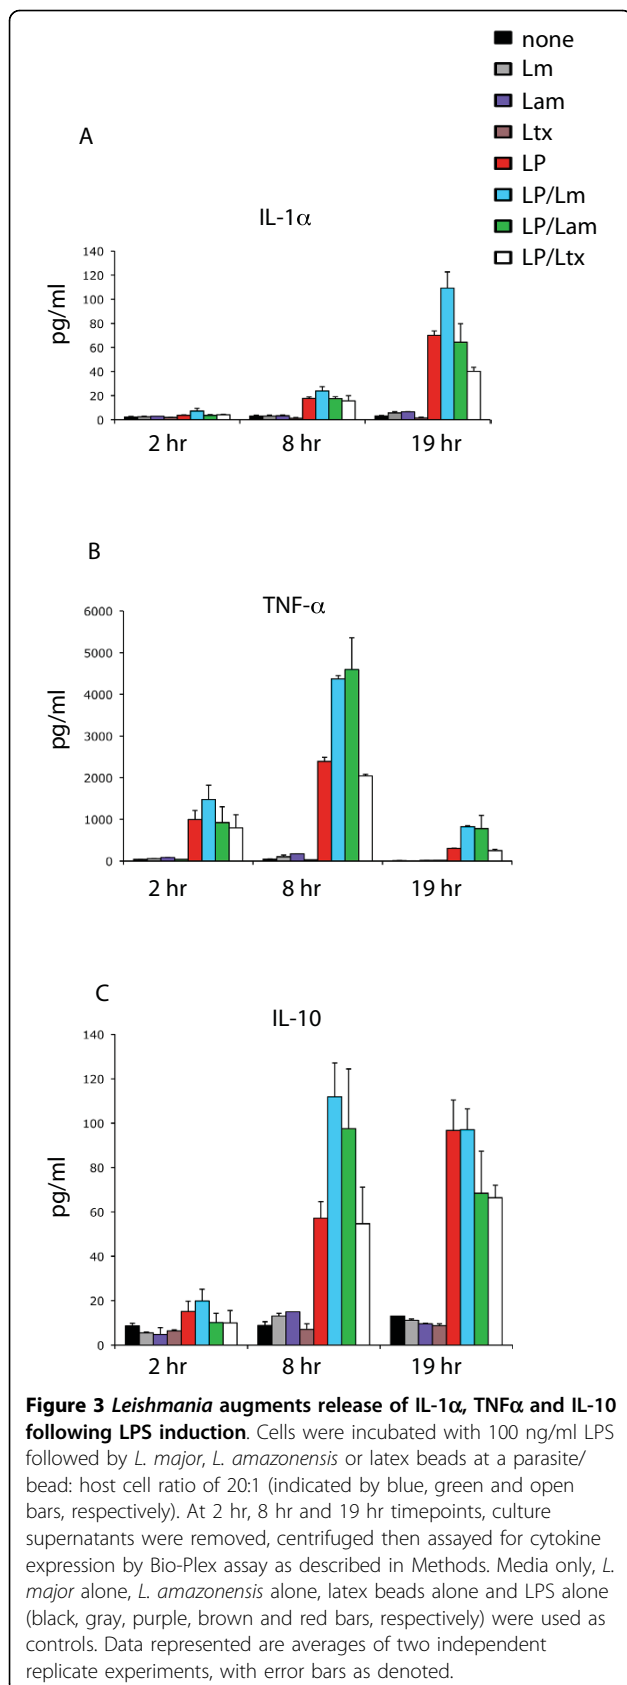 none
Lm
Lam
Ltx
LP
LP/Lm
LP/Lam
LP/Ltx
A
IL-1α
pg/ml
140
120
100
80
60
40
20
0
2 hr 8 hr 19 hr
B
TNF-α
pg/ml
6000
5000
4000
3000
2000
1000
0
2 hr 8 hr 19 hr
C
IL-10
pg/ml
140
120
100
80
60
40
20
0
2 hr 8 hr 19 hr
Figure 3 Leishmania augments release of IL-1α, TNFα and IL-10
following LPS induction. Cells were incubated with 100 ng/ml LPS
followed by L. major, L. amazonensis or latex beads at a parasite/
bead: host cell ratio of 20:1 (indicated by blue, green and open
bars, respectively). At 2 hr, 8 hr and 19 hr timepoints, culture
supernatants were removed, centrifuged then assayed for cytokine
expression by Bio-Plex assay as described in Methods. Media only, L.
major alone, L. amazonensis alone, latex beads alone and LPS alone
(black, gray, purple, brown and red bars, respectively) were used as
controls. Data represented are averages of two independent
replicate experiments, with error bars as denoted.